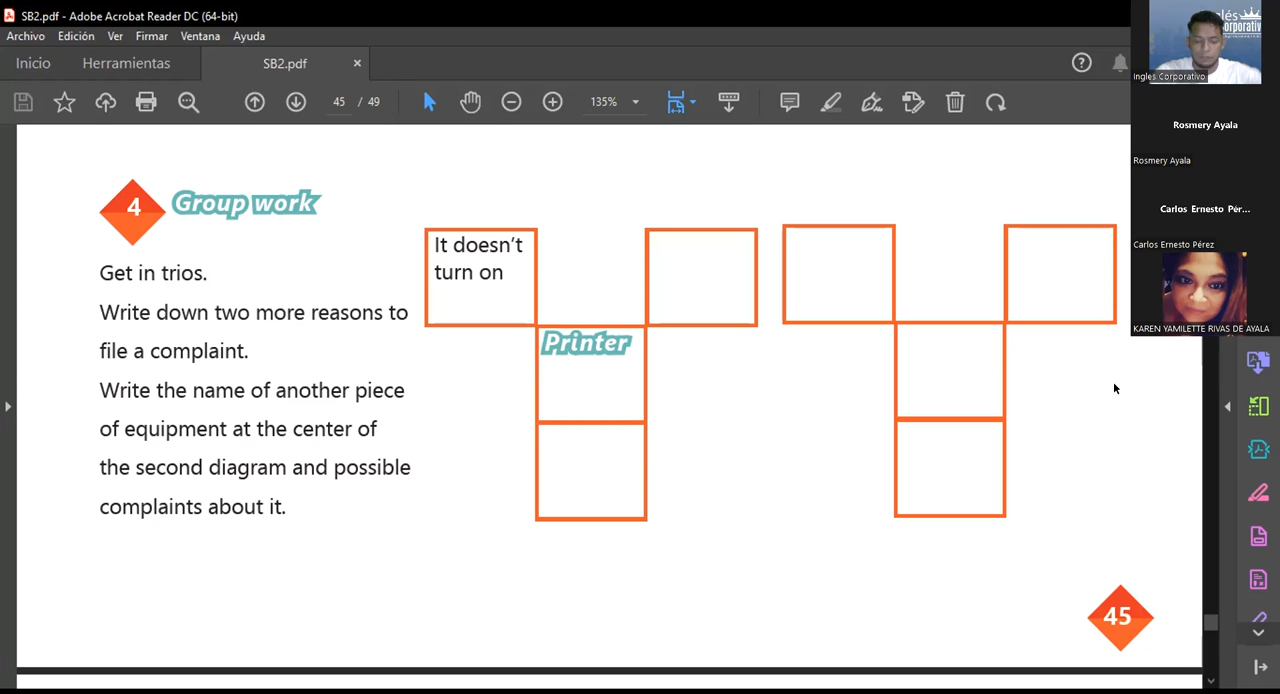 SB2.pdf - Adobe Acrobat Reader DC (64-bit)
Archivo Edición Ver Firmar Ventana Ayuda
Inicio Herramientas SB2.pdf ×
45 / 49 135%
4 Group work
Get in trios.
Write down two more reasons to
file a complaint.
Write the name of another piece
of equipment at the center of
the second diagram and possible
complaints about it.
It doesn't
turn on
Printer
45
Ingles Corporativo
Rosmery Ayala
Rosmery Ayala
Carlos Ernesto Pér...
Carlos Ernesto Pérez
KAREN YAMILETTE RIVAS DE AYALA